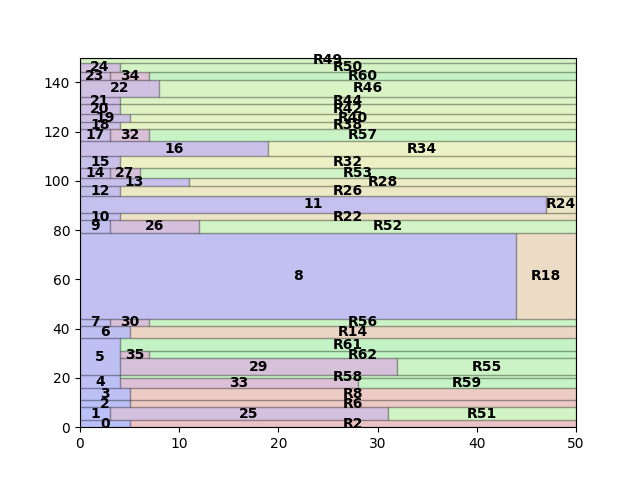 R49
24 R50
23 34 R60
140
22 R46
21 R44
20 R42
19 R40
18 R38
120
17 32 R57
16 R34
15 R32
14 27 R53
100
13 R28
12 R26
11 R24
10 R22
9 26 R52
80
8 R18
60
7 30 R56
40
6 R14
R61
5 35 R62
29 R55
20
R58
4 33 R59
3 R8
2 R6
1 25 R51
0 R2
0
0 10 20 30 40 50